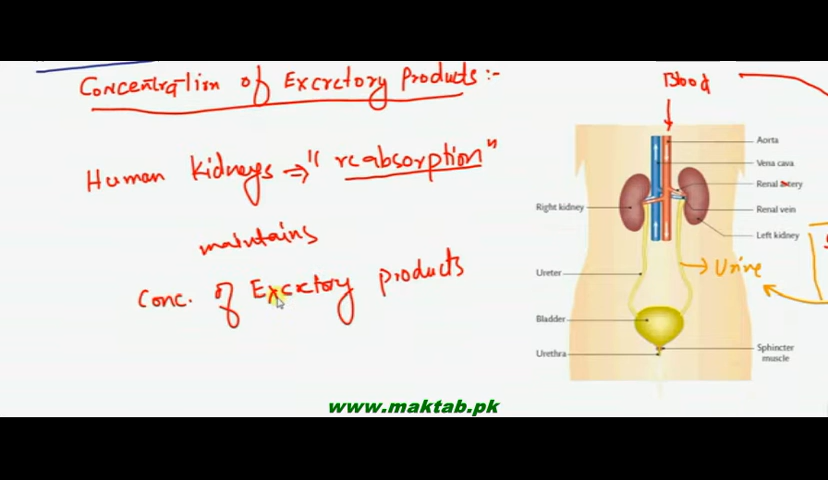 Concentration of Excretory Products:-
Human kidneys ⇒ "reabsorption"
maintains
Conc. of Excretory products
Blood
Aorta
Vena cava
Renal artery
Right kidney
Renal vein
Left kidney
Ureter
Urine
Bladder
Urethra
Sphincter
muscle
www.maktab.pk